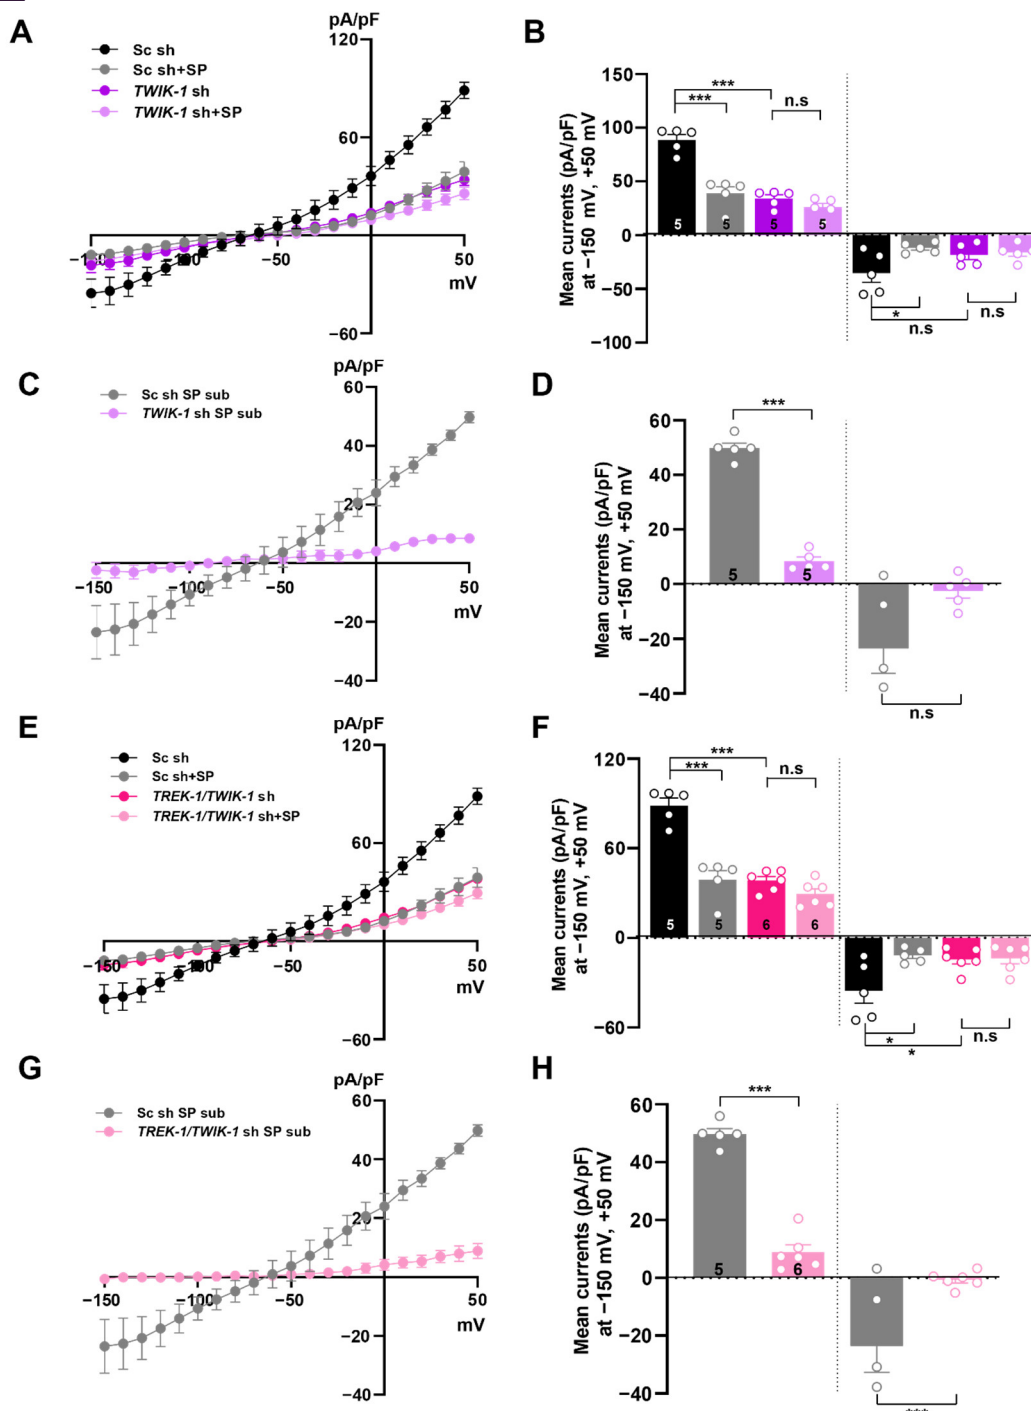 A
pA/pF
120
60
−60
−100
50
mV
Sc sh
Sc sh+SP
TWIK-1 sh
TWIK-1 sh+SP
B
Mean currents (pA/pF)
at −150 mV, +50 mV
150
100
50
0
−50
−100
***
***
n.s
5
5
5
5
*
n.s
n.s
C
pA/pF
60
40
20
−20
−40
−150
−100
−50
50
mV
Sc sh SP sub
TWIK-1 sh SP sub
D
Mean currents (pA/pF)
at −150 mV, +50 mV
60
40
20
0
−20
−40
***
5
5
n.s
E
pA/pF
120
60
−60
−150
−100
−50
50
mV
Sc sh
Sc sh+SP
TREK-1/TWIK-1 sh
TREK-1/TWIK-1 sh+SP
F
Mean currents (pA/pF)
at −150 mV, +50 mV
120
60
0
−60
***
***
n.s
5
5
6
6
*
*
n.s
G
pA/pF
60
40
20
−20
−40
−150
−100
−50
50
mV
Sc sh SP sub
TREK-1/TWIK-1 sh SP sub
H
Mean currents (pA/pF)
at −150 mV, +50 mV
60
40
20
0
−20
−40
***
5
6
***